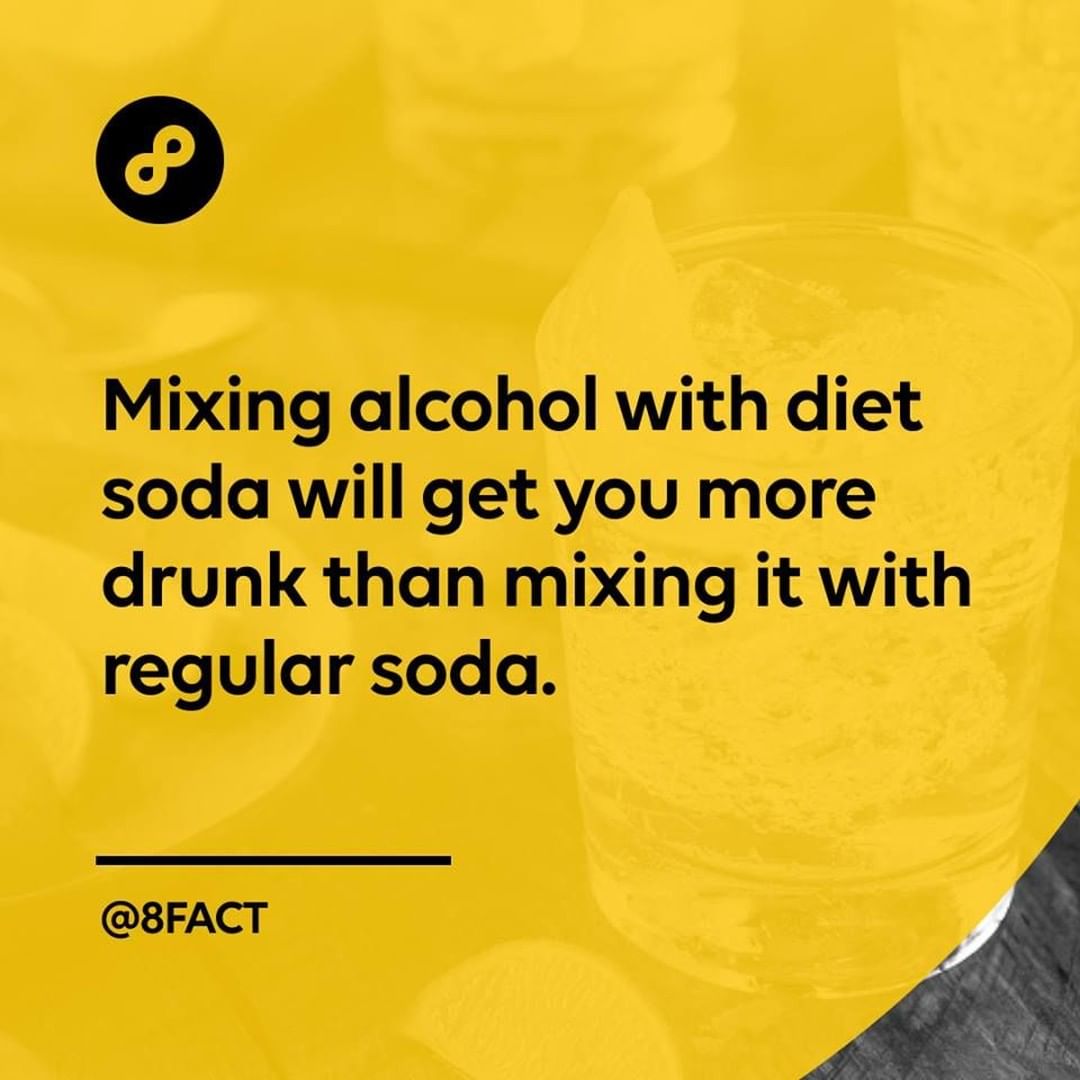 Mixing alcohol with diet
soda will get you more
drunk than mixing it with
regular soda.
@8FACT